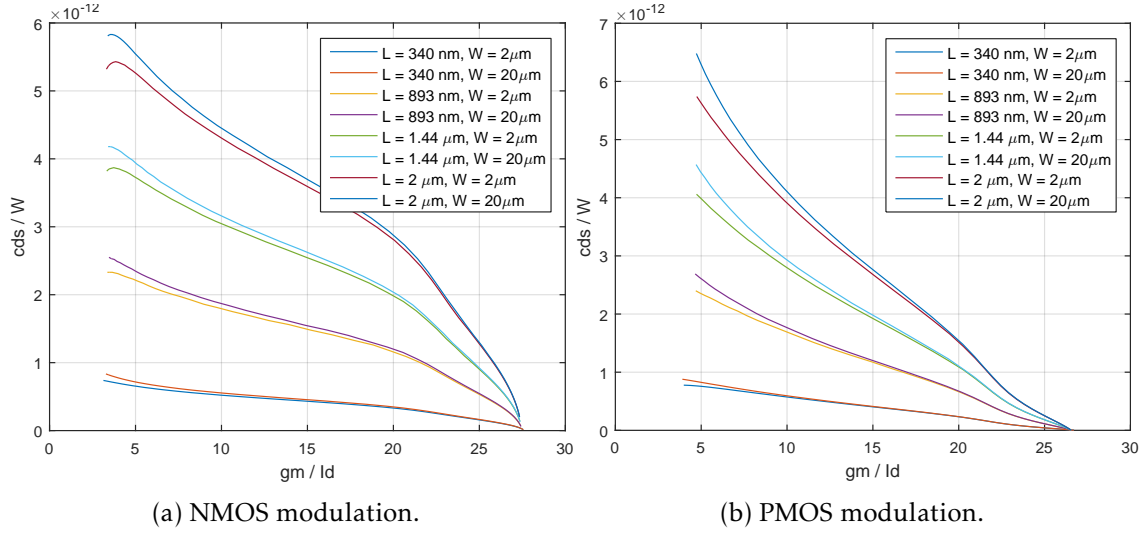 6 ×10⁻¹²
5
4
3
2
1
0
cds / W
0 5 10 15 20 25 30
gm / Id
L = 340 nm, W = 2μm
L = 340 nm, W = 20μm
L = 893 nm, W = 2μm
L = 893 nm, W = 20μm
L = 1.44 μm, W = 2μm
L = 1.44 μm, W = 20μm
L = 2 μm, W = 2μm
L = 2 μm, W = 20μm
(a) NMOS modulation.
7 ×10⁻¹²
6
5
4
3
2
1
0
cds / W
0 5 10 15 20 25 30
gm / Id
L = 340 nm, W = 2μm
L = 340 nm, W = 20μm
L = 893 nm, W = 2μm
L = 893 nm, W = 20μm
L = 1.44 μm, W = 2μm
L = 1.44 μm, W = 20μm
L = 2 μm, W = 2μm
L = 2 μm, W = 20μm
(b) PMOS modulation.